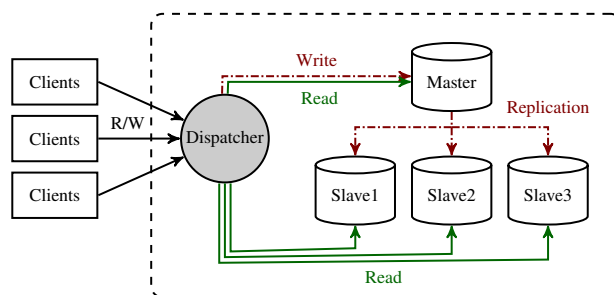 Write
Clients
Master
Read
Replication
R/W
Clients
Dispatcher
Clients
Slave1
Slave2
Slave3
Read